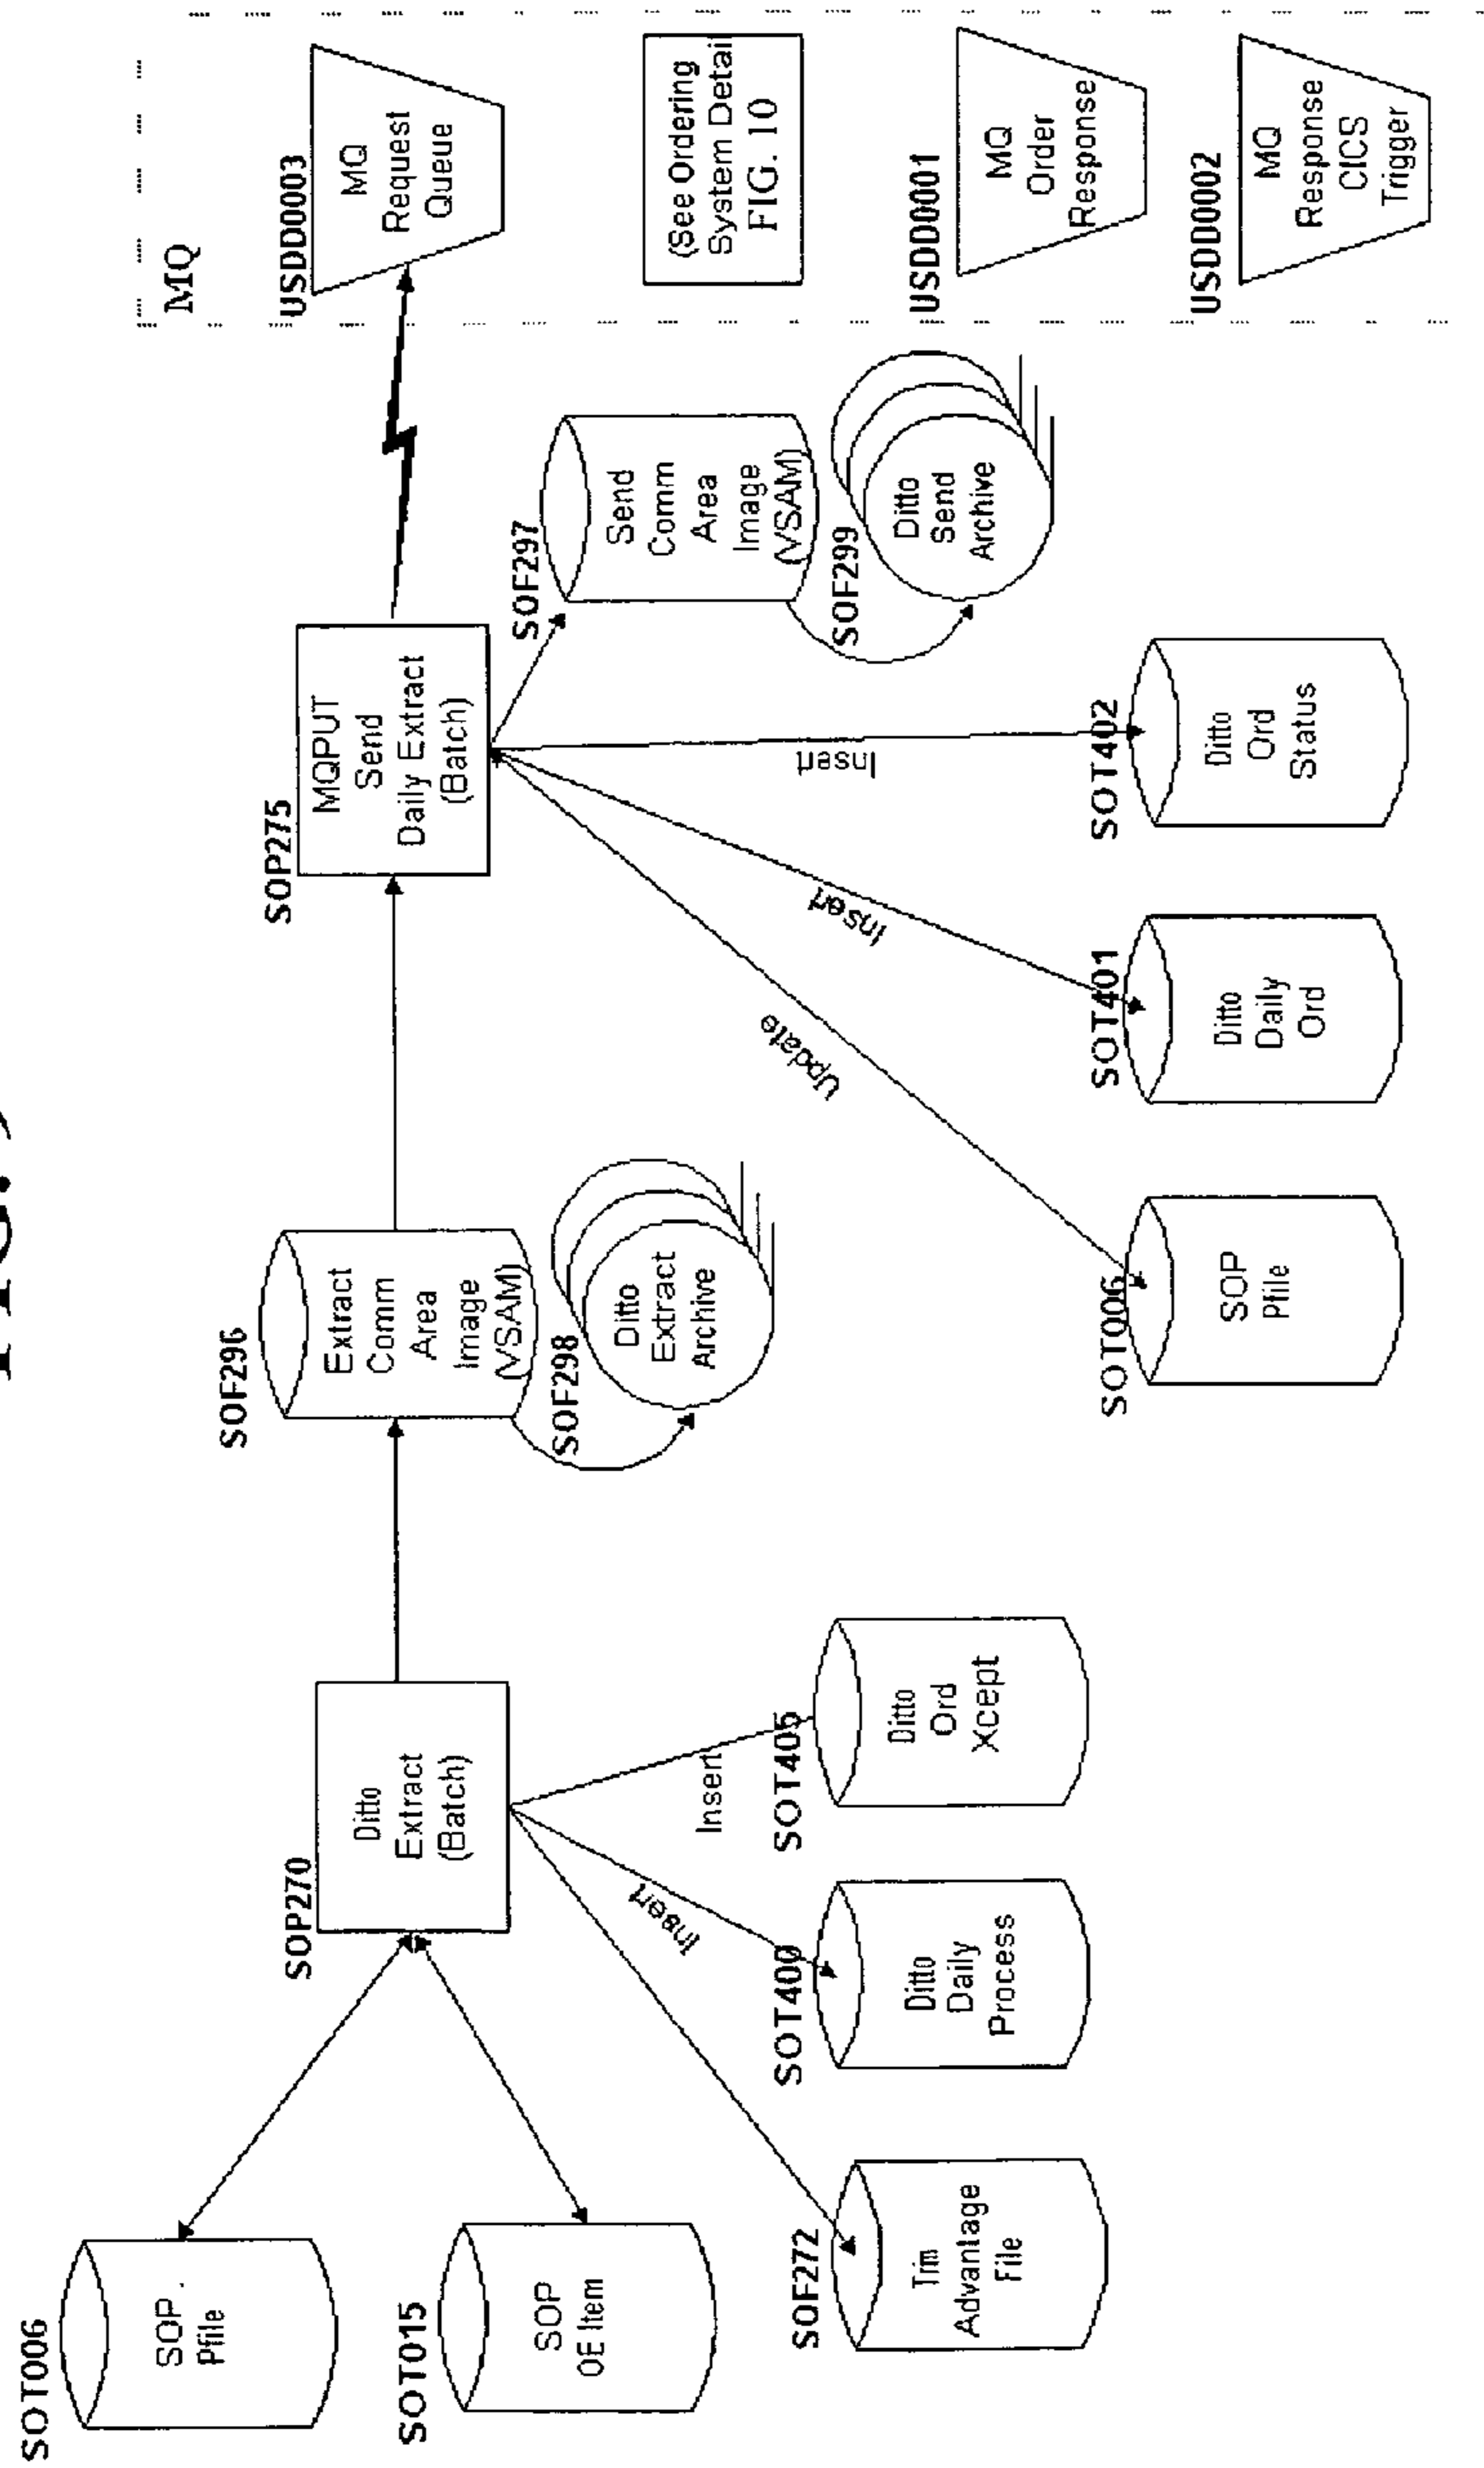 SOT006
SOP
Pfile
SOT015
SOP
OE Item
SOF272
Trim
Advantage
File
SOP270
Ditto
Extract
(Batch)
Insert
Insert
SOT400
Ditto
Daily
Process
SOT405
Ditto
Ord
Xcept
SOF296
Extract
Comm
Area
Image
(VSAM)
SOF298
Ditto
Extract
Archive
SOP275
MQPUT
Send
Daily Extract
(Batch)
Update
Insert
Insert
SOT006
SOP
Pfile
SOT401
Ditto
Daily
Ord
SOT402
Ditto
Ord
Status
SOF297
Send
Comm
Area
Image
(VSAM)
SOF299
Ditto
Send
Archive
MQ
USDD0003
MQ
Request
Queue
(See Ordering
System Detail
FIG. 10
USDD0001
MQ
Order
Response
USDD0002
MQ
Response
CICS
Trigger